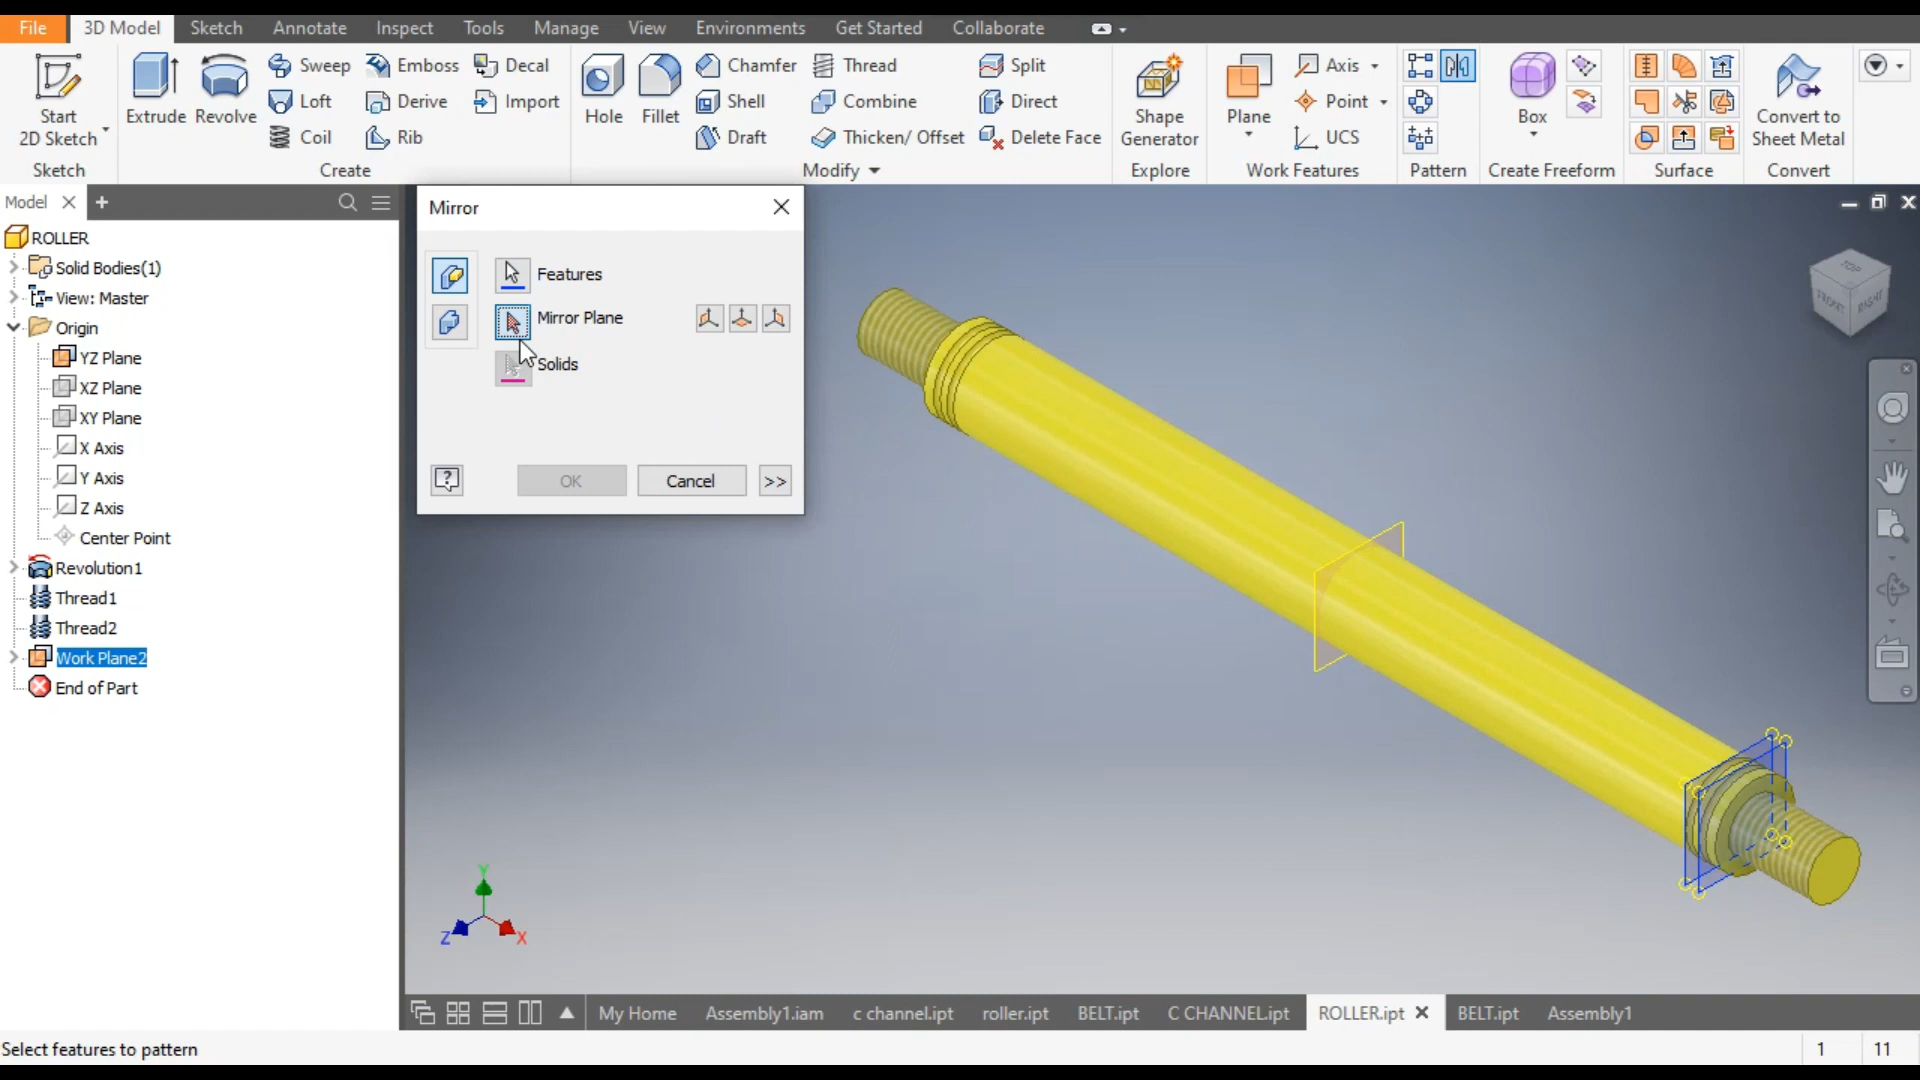 File 3D Model Sketch Annotate Inspect Tools Manage View Environments Get Started Collaborate
Start
2D Sketch
Extrude
Revolve
Sweep
Loft
Coil
Emboss
Derive
Rib
Decal
Import
Hole
Fillet
Chamfer
Shell
Draft
Thread
Combine
Thicken/ Offset
Split
Direct
Delete Face
Shape
Generator
Plane
Axis
Point
UCS
Box
Convert to
Sheet Metal
Sketch Create Modify Explore Work Features Pattern Create Freeform Surface Convert
Model
ROLLER
Solid Bodies(1)
View: Master
Origin
YZ Plane
XZ Plane
XY Plane
X Axis
Y Axis
Z Axis
Center Point
Revolution1
Thread1
Thread2
Work Plane2
End of Part
Mirror
Features
Mirror Plane
Solids
OK Cancel >>
TOP
FRONT RIGHT
Y
Z X
My Home Assembly1.iam c channel.ipt roller.ipt BELT.ipt C CHANNEL.ipt ROLLER.ipt BELT.ipt Assembly1
Select features to pattern
1 11